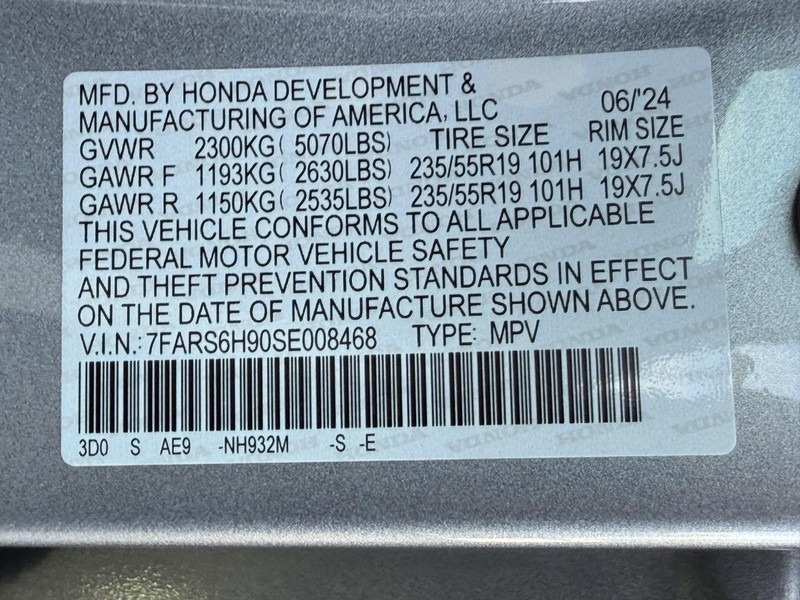 MFD. BY HONDA DEVELOPMENT &
MANUFACTURING OF AMERICA, LLC 06/'24
GVWR 2300KG( 5070LBS) TIRE SIZE RIM SIZE
GAWR F 1193KG( 2630LBS) 235/55R19 101H 19X7.5J
GAWR R 1150KG( 2535LBS) 235/55R19 101H 19X7.5J
THIS VEHICLE CONFORMS TO ALL APPLICABLE
FEDERAL MOTOR VEHICLE SAFETY
AND THEFT PREVENTION STANDARDS IN EFFECT
ON THE DATE OF MANUFACTURE SHOWN ABOVE.
V.I.N.:7FARS6H90SE008468 TYPE: MPV
3D0 S AE9 -NH932M -S -E